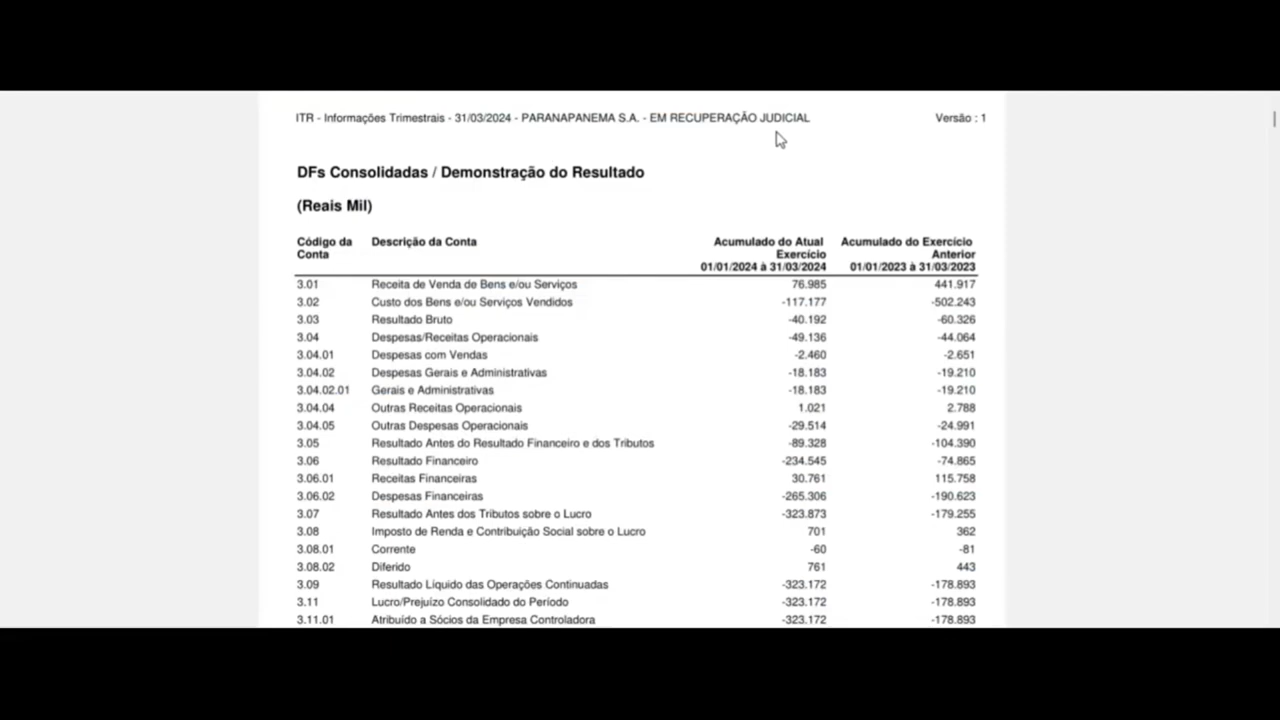 ITR - Informações Trimestrais - 31/03/2024 - PARANAPANEMA S.A. - EM RECUPERAÇÃO JUDICIAL Versão : 1
DFs Consolidadas / Demonstração do Resultado
(Reais Mil)
Código da Conta Descrição da Conta Acumulado do Atual Exercício 01/01/2024 à 31/03/2024 Acumulado do Exercício Anterior 01/01/2023 à 31/03/2023
3.01 Receita de Venda de Bens e/ou Serviços 76.985 441.917
3.02 Custo dos Bens e/ou Serviços Vendidos -117.177 -502.243
3.03 Resultado Bruto -40.192 -60.326
3.04 Despesas/Receitas Operacionais -49.136 -44.064
3.04.01 Despesas com Vendas -2.460 -2.651
3.04.02 Despesas Gerais e Administrativas -18.183 -19.210
3.04.02.01 Gerais e Administrativas -18.183 -19.210
3.04.04 Outras Receitas Operacionais 1.021 2.788
3.04.05 Outras Despesas Operacionais -29.514 -24.991
3.05 Resultado Antes do Resultado Financeiro e dos Tributos -89.328 -104.390
3.06 Resultado Financeiro -234.545 -74.865
3.06.01 Receitas Financeiras 30.761 115.758
3.06.02 Despesas Financeiras -265.306 -190.623
3.07 Resultado Antes dos Tributos sobre o Lucro -323.873 -179.255
3.08 Imposto de Renda e Contribuição Social sobre o Lucro 701 362
3.08.01 Corrente -60 -81
3.08.02 Diferido 761 443
3.09 Resultado Líquido das Operações Continuadas -323.172 -178.893
3.11 Lucro/Prejuízo Consolidado do Período -323.172 -178.893
3.11.01 Atribuído a Sócios da Empresa Controladora -323.172 -178.893